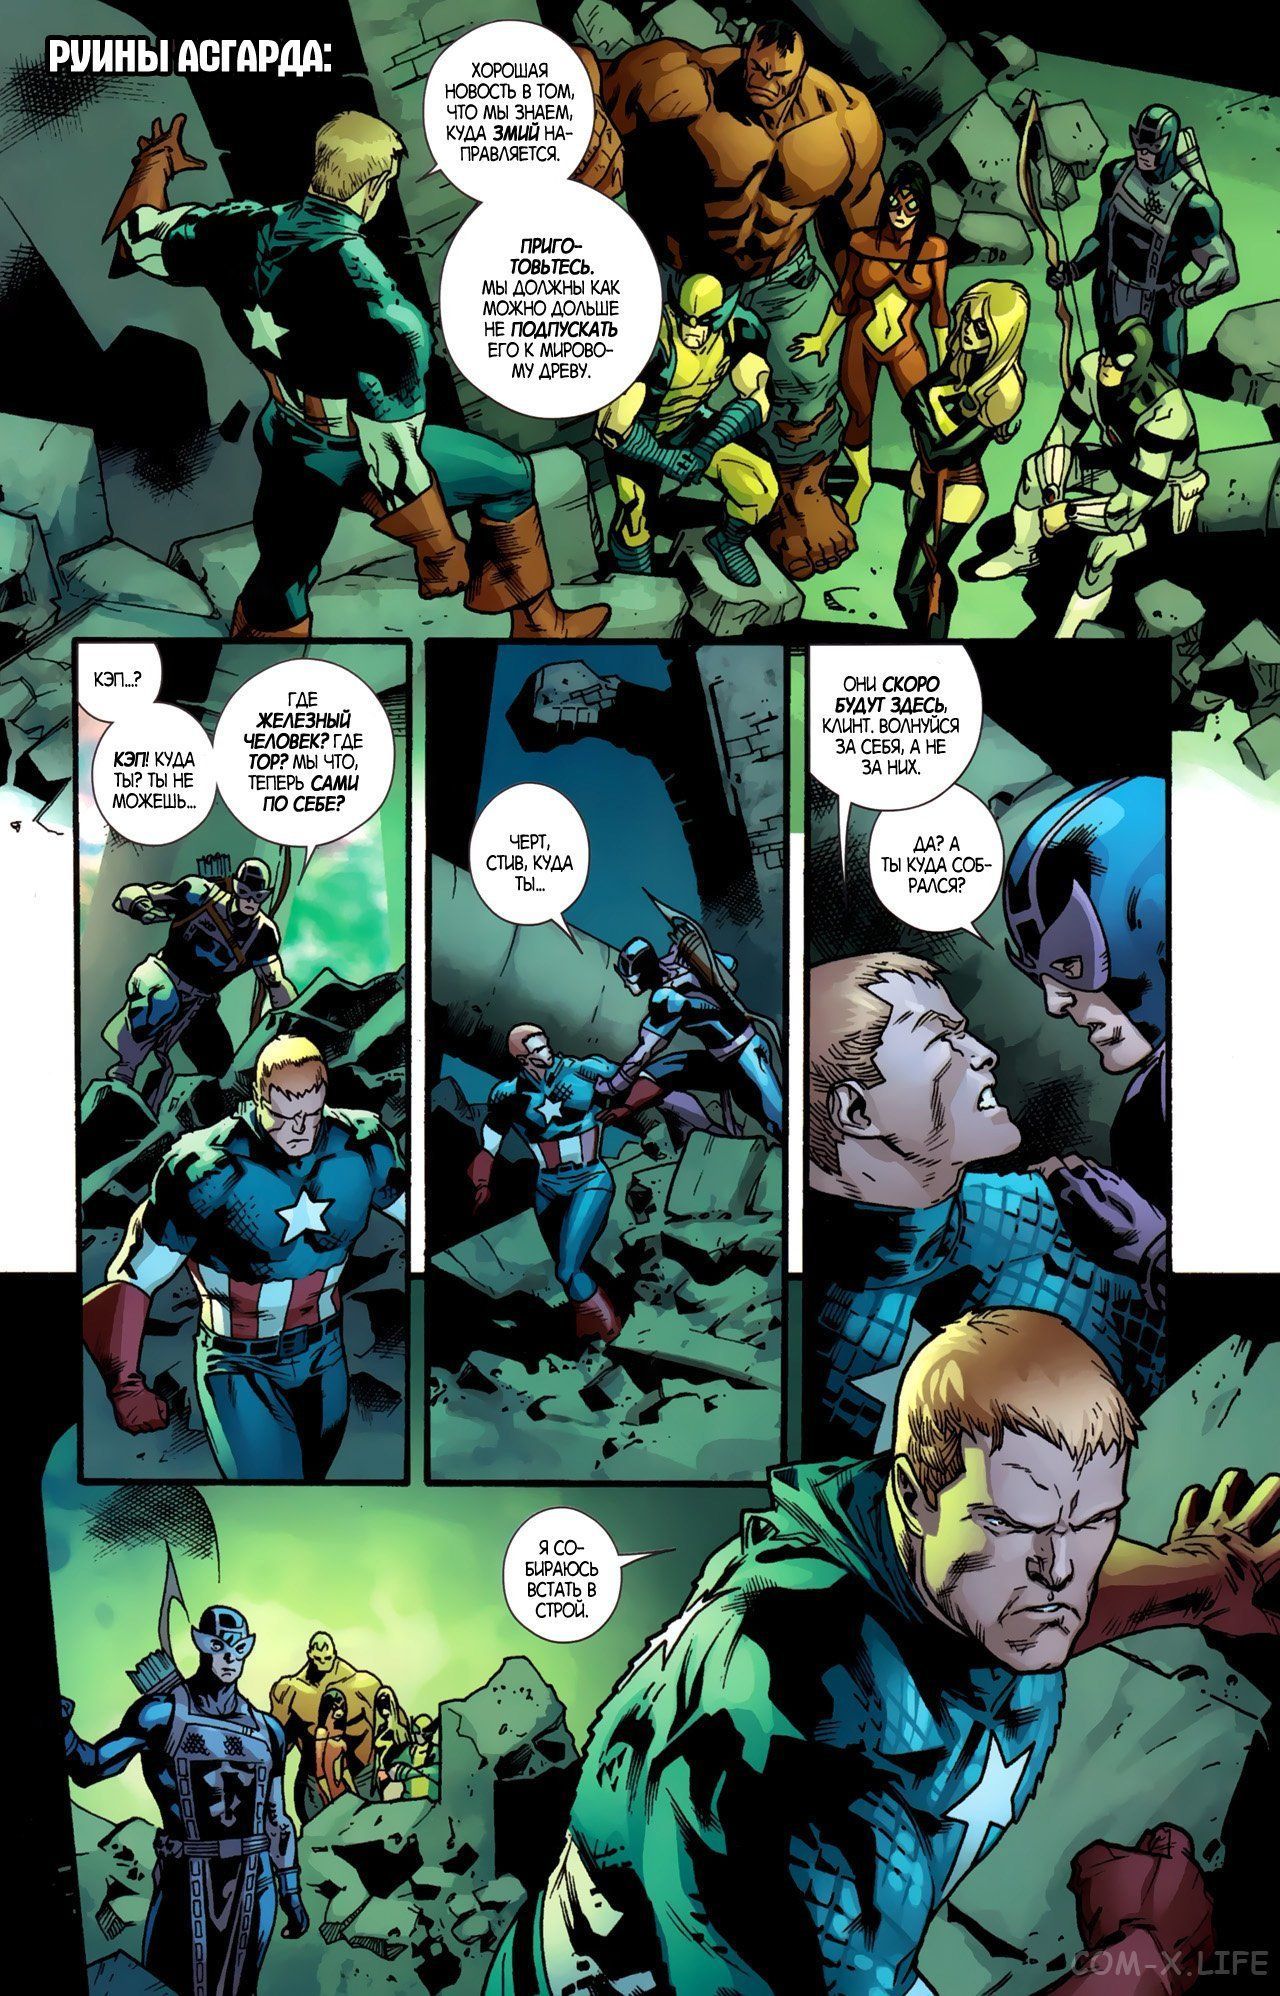 РУИНЫ АСГАРДА:
ХОРОШАЯ
НОВОСТЬ В ТОМ,
ЧТО МЫ ЗНАЕМ,
КУДА ЗМИЙ НА-
ПРАВЛЯЕТСЯ.
ПРИГО-
ТОВЬТЕСЬ.
МЫ ДОЛЖНЫ КАК
МОЖНО ДОЛЬШЕ
НЕ ПОДПУСКАТЬ
ЕГО К МИРОВО-
МУ ДРЕВУ.
КЭП...?
КЭП! КУДА
ТЫ? ТЫ НЕ
МОЖЕШЬ...
ГДЕ
ЖЕЛЕЗНЫЙ
ЧЕЛОВЕК? ГДЕ
ТОР? МЫ ЧТО,
ТЕПЕРЬ САМИ
ПО СЕБЕ?
ЧЕРТ,
СТИВ, КУДА
ТЫ...
ОНИ СКОРО
БУДУТ ЗДЕСЬ,
КЛИНТ. ВОЛНУЙСЯ
ЗА СЕБЯ, А НЕ
ЗА НИХ.
ДА? А
ТЫ КУДА СОБ-
РАЛСЯ?
Я СО-
БИРАЮСЬ
ВСТАТЬ В
СТРОЙ.
COM-X.LIFE